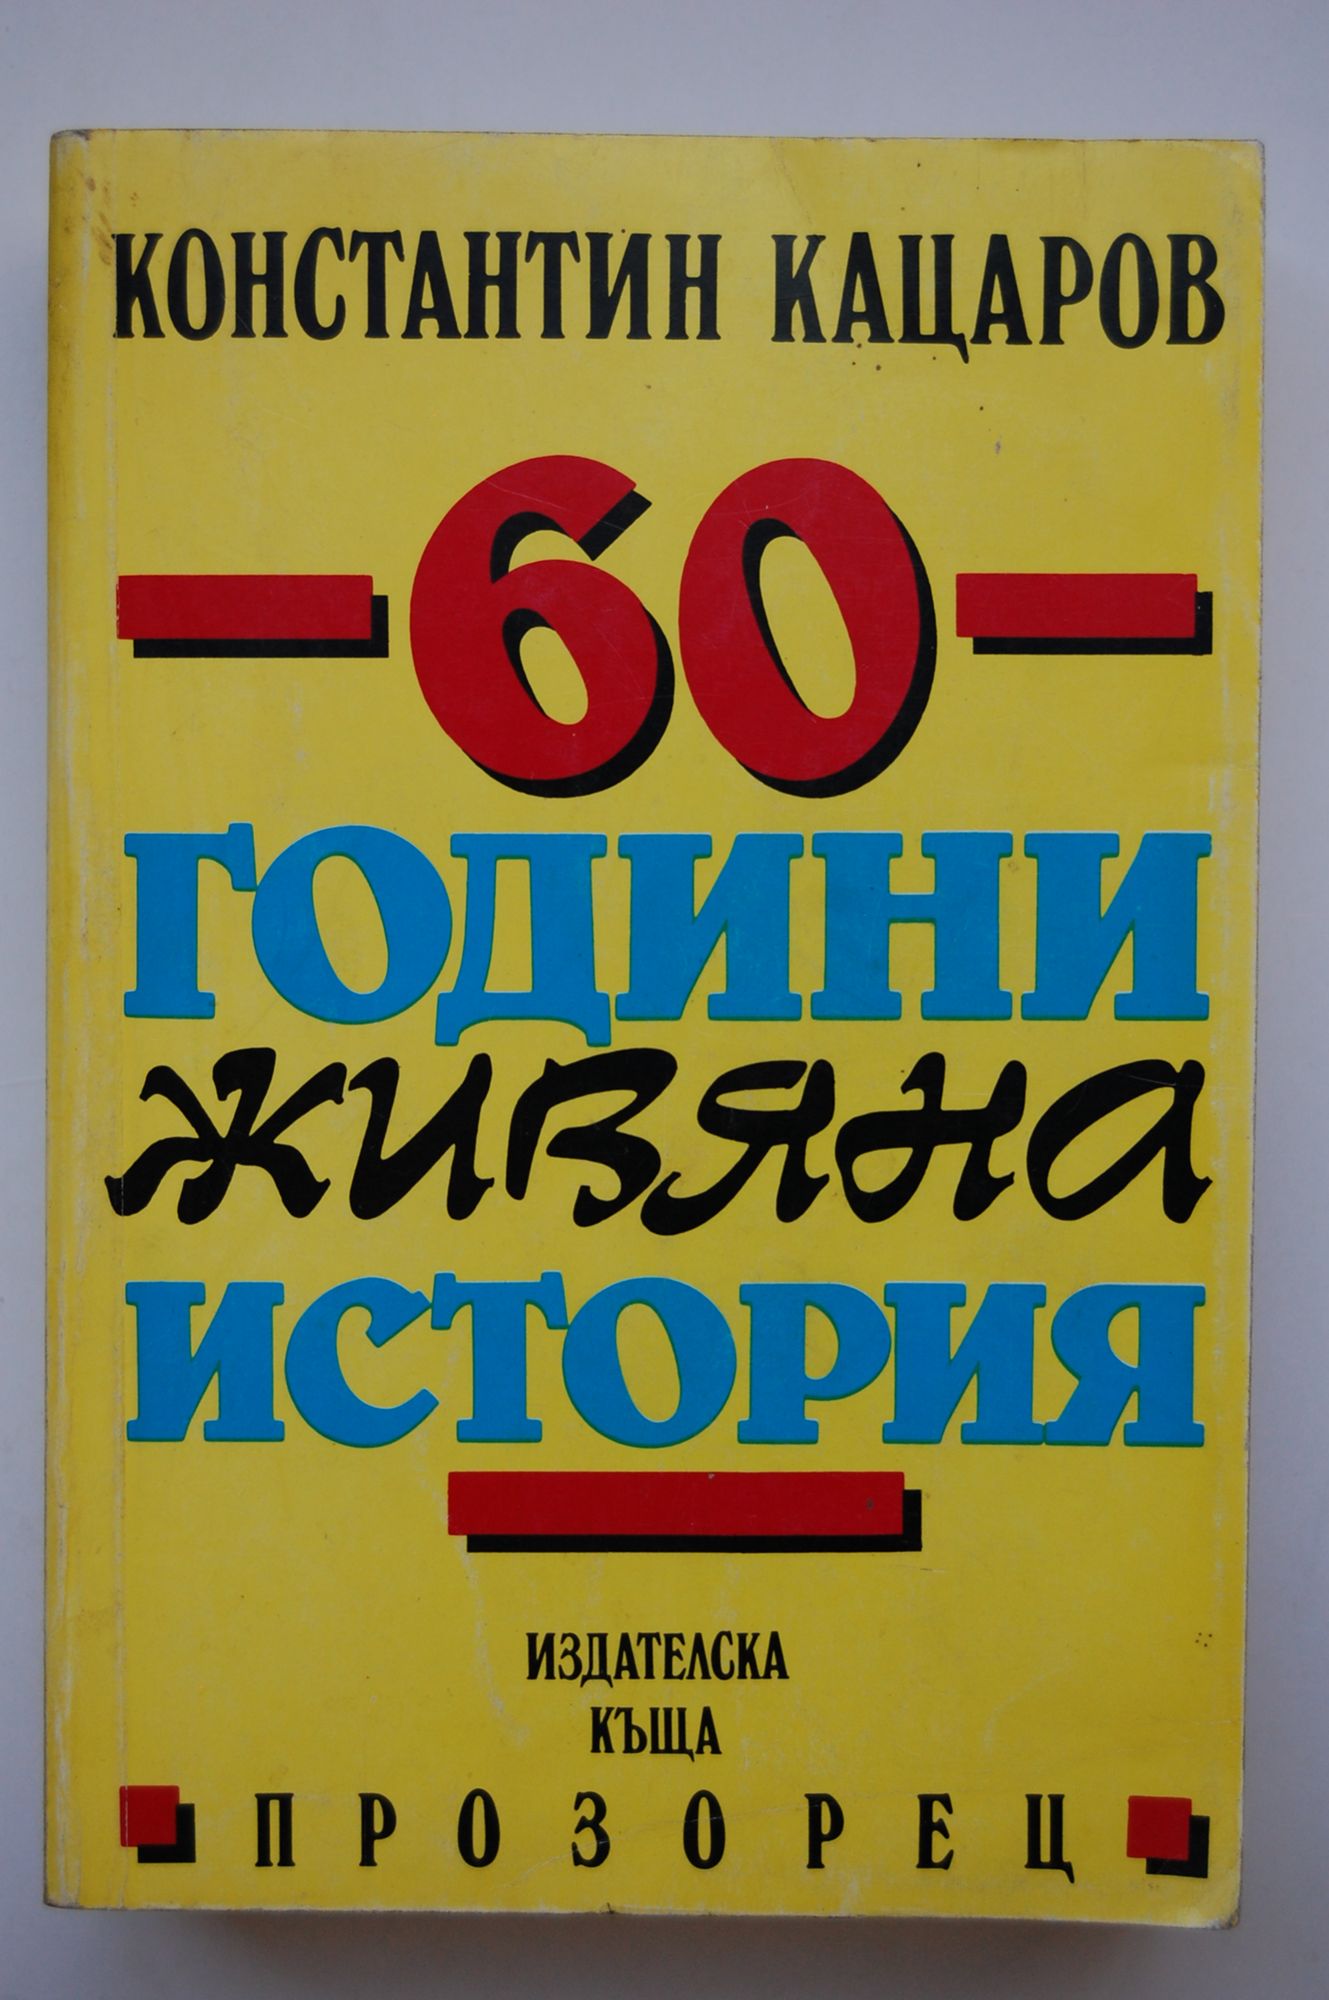 КОНСТАНТИН КАЦАРОВ
60
ГОДИНИ
живяна
ИСТОРИЯ
ИЗДАТЕЛСКА
КЪЩА
ПРОЗОРЕЦ